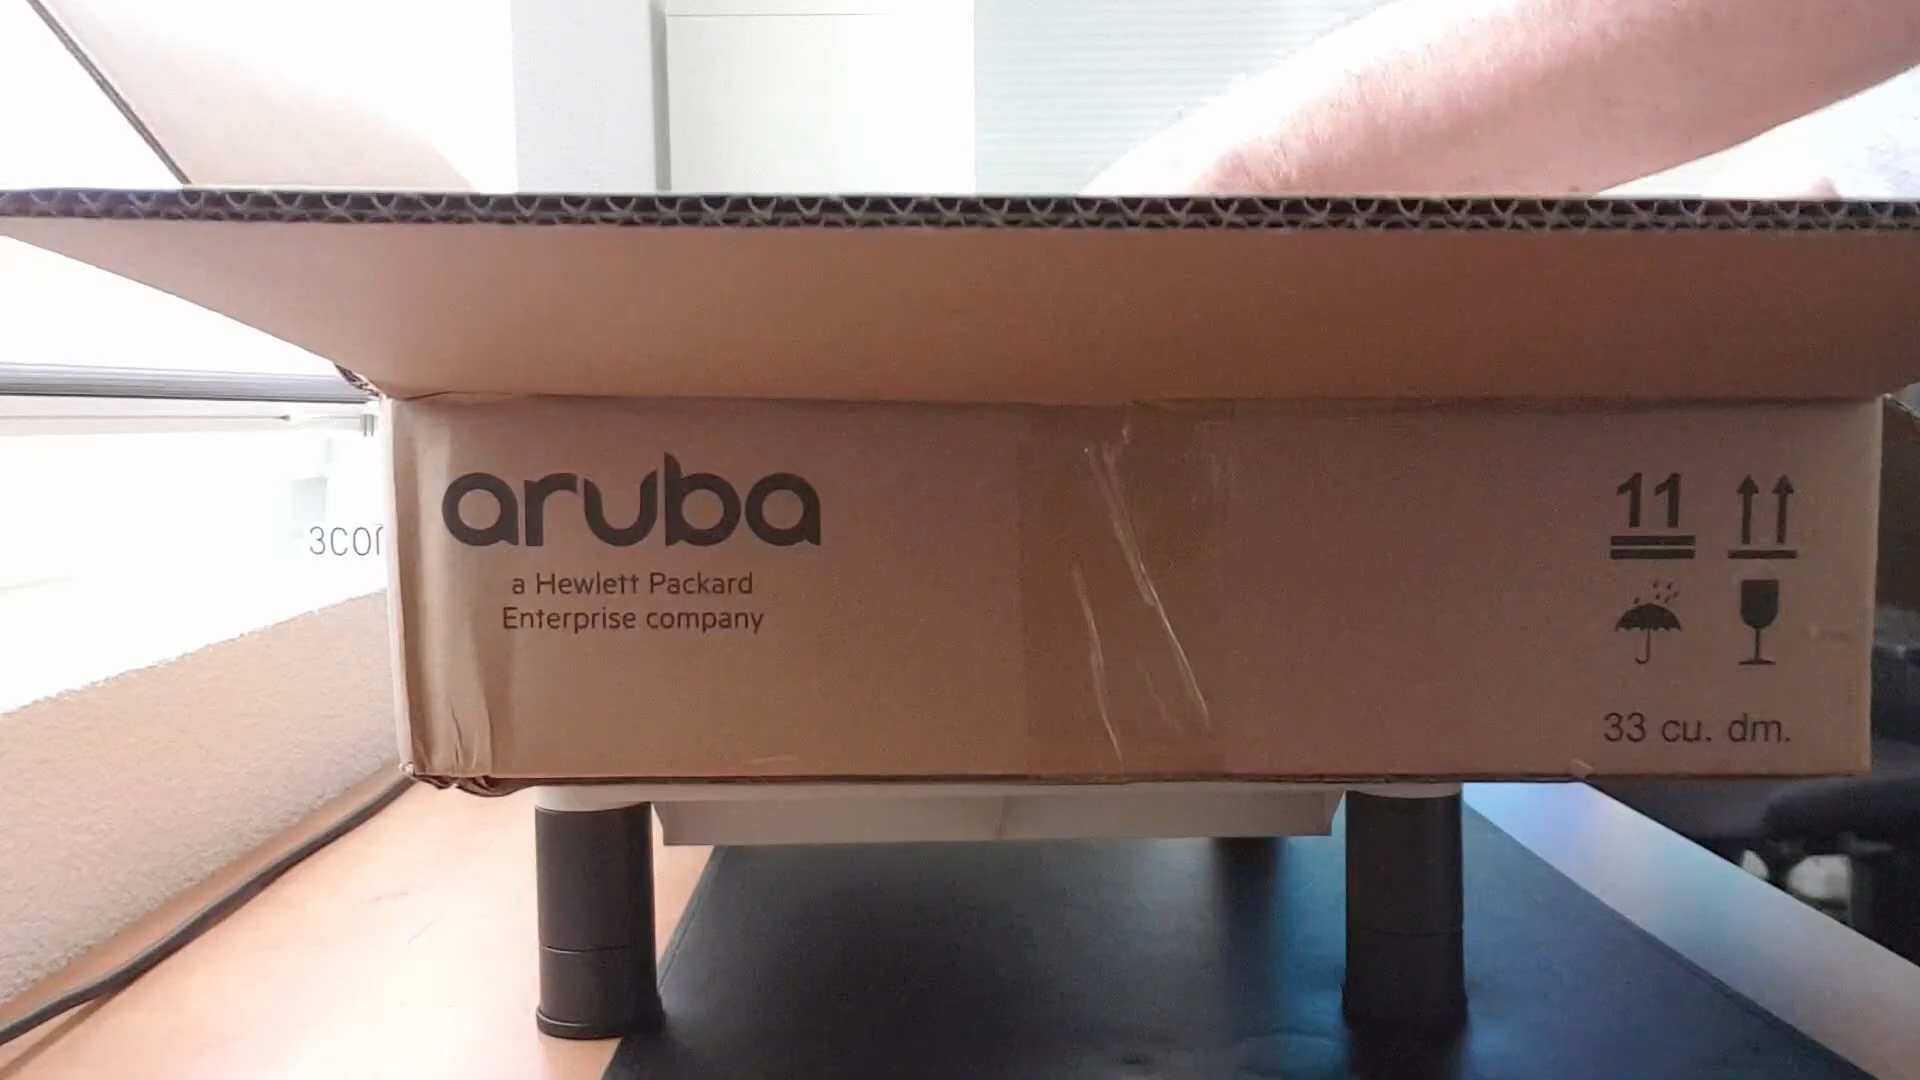 aruba
a Hewlett Packard
Enterprise company
11
33 cu. dm.